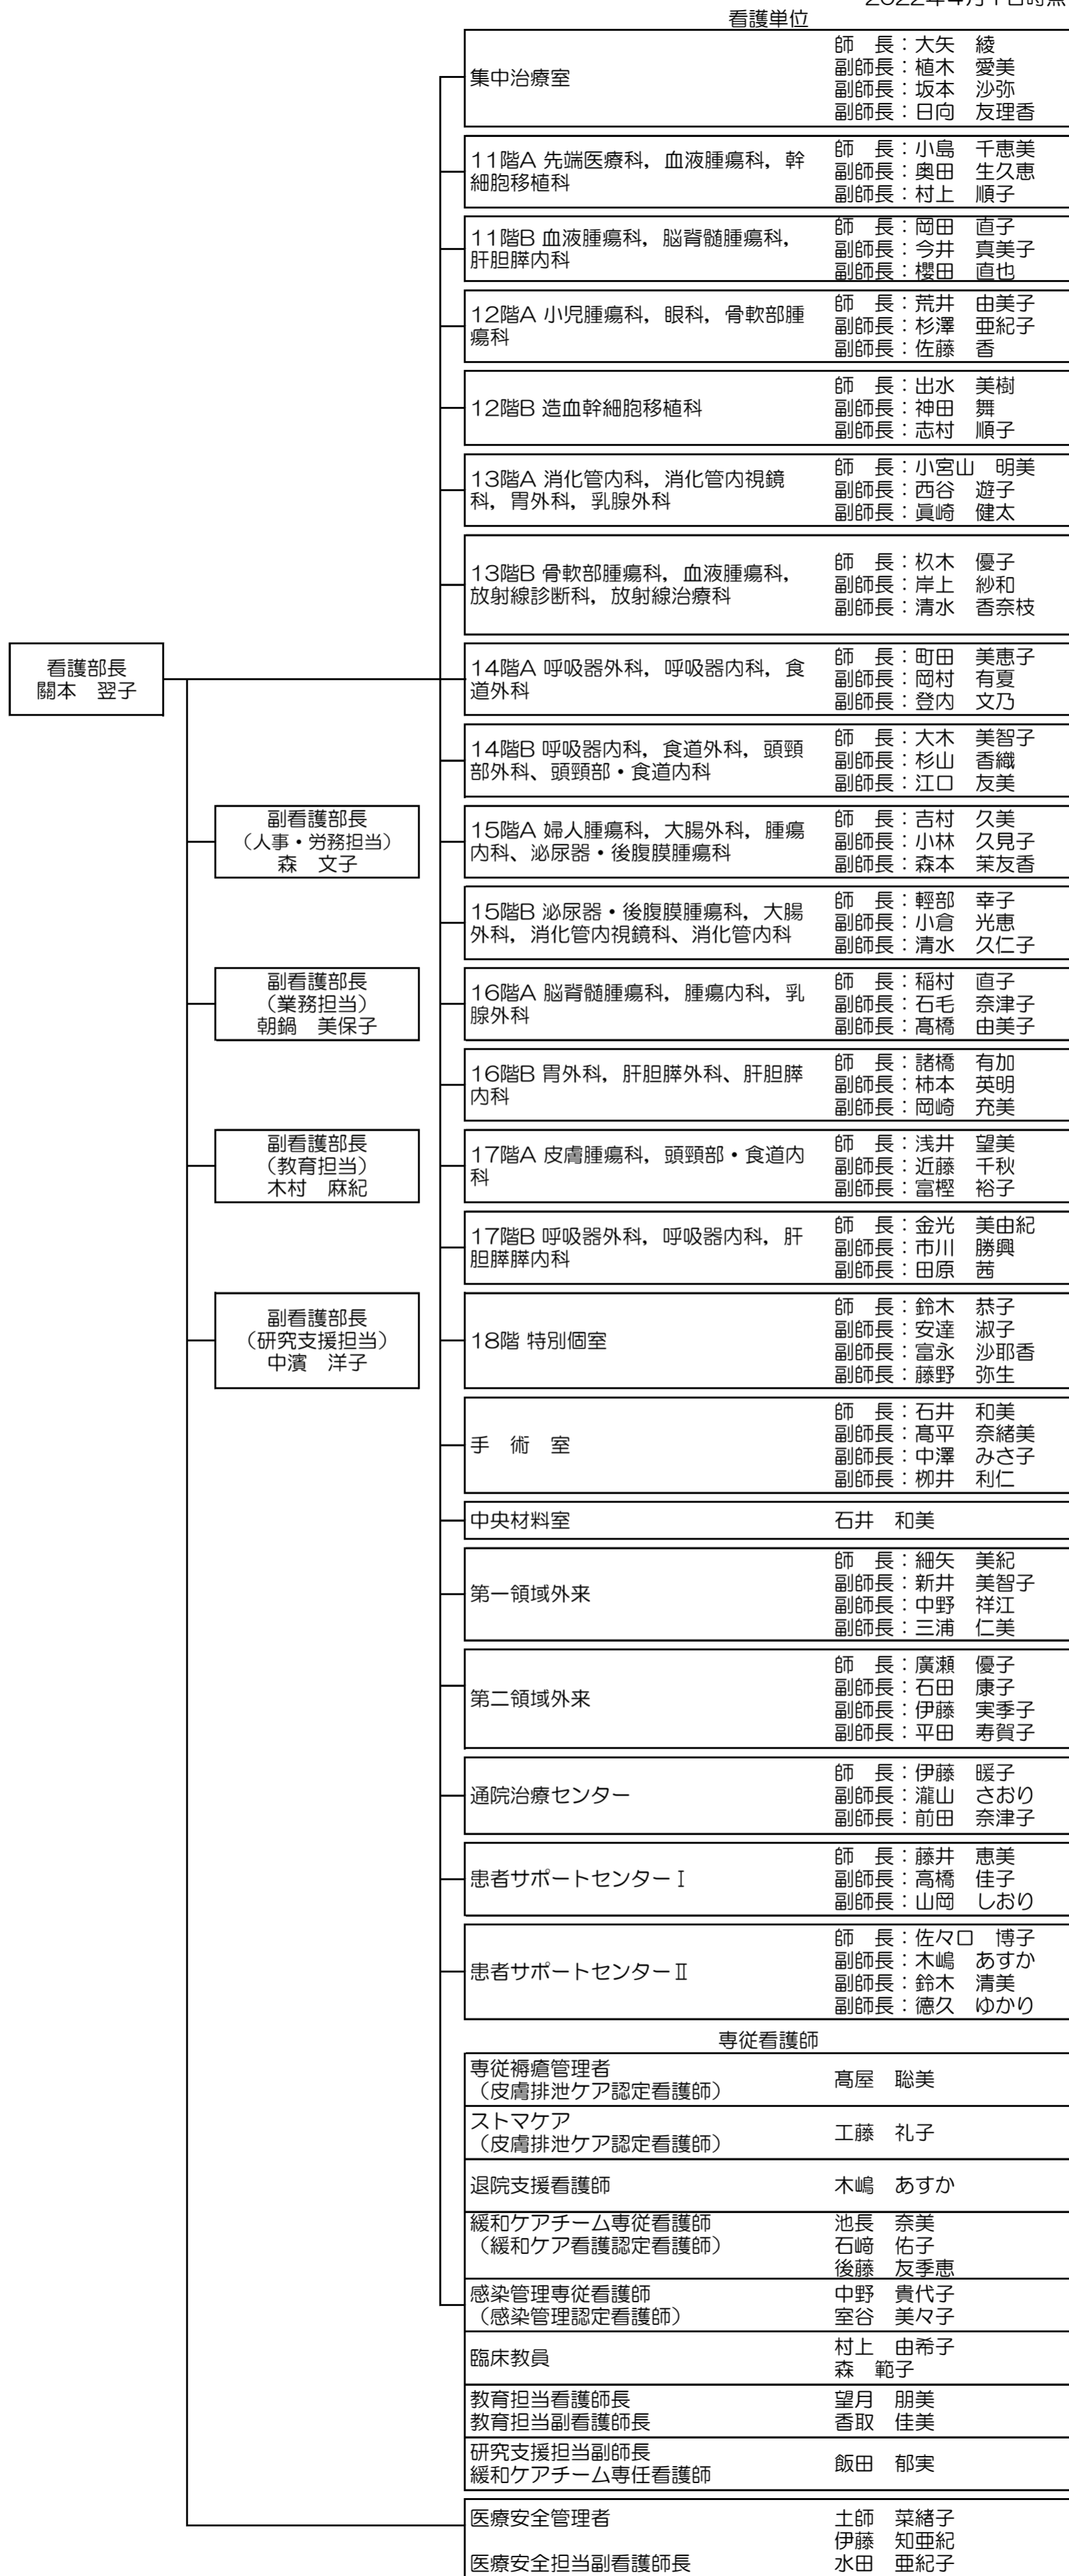 2022年4月1日時点
看護単位
集中治療室
師　長：大矢　綾
副師長：植木　愛美
副師長：坂本　沙弥
副師長：日向　友理香
11階A 先端医療科，血液腫瘍科，幹
細胞移植科
師　長：小島　千恵美
副師長：奥田　生久恵
副師長：村上　順子
11階B 血液腫瘍科，脳脊髄腫瘍科，
肝胆膵内科
師　長：岡田　直子
副師長：今井　真美子
副師長：櫻田　直也
12階A 小児腫瘍科，眼科，骨軟部腫
瘍科
師　長：荒井　由美子
副師長：杉澤　亜紀子
副師長：佐藤　香
12階B 造血幹細胞移植科
師　長：出水　美樹
副師長：神田　舞
副師長：志村　順子
13階A 消化管内科，消化管内視鏡
科，胃外科，乳腺外科
師　長：小宮山　明美
副師長：西谷　遊子
副師長：眞崎　健太
13階B 骨軟部腫瘍科，血液腫瘍科，
放射線診断科，放射線治療科
師　長：杦木　優子
副師長：岸上　紗和
副師長：清水　香奈枝
看護部長
關本　翌子
14階A 呼吸器外科，呼吸器内科，食
道外科
師　長：町田　美恵子
副師長：岡村　有夏
副師長：登内　文乃
14階B 呼吸器内科，食道外科，頭頸
部外科、頭頸部・食道内科
師　長：大木　美智子
副師長：杉山　香織
副師長：江口　友美
副看護部長
（人事・労務担当）
森　文子
15階A 婦人腫瘍科，大腸外科，腫瘍
内科、泌尿器・後腹膜腫瘍科
師　長：吉村　久美
副師長：小林　久見子
副師長：森本　茉友香
15階B 泌尿器・後腹膜腫瘍科，大腸
外科，消化管内視鏡科、消化管内科
師　長：輕部　幸子
副師長：小倉　光恵
副師長：清水　久仁子
副看護部長
（業務担当）
朝鍋　美保子
16階A 脳脊髄腫瘍科，腫瘍内科，乳
腺外科
師　長：稲村　直子
副師長：石毛　奈津子
副師長：髙橋　由美子
16階B 胃外科，肝胆膵外科、肝胆膵
内科
師　長：諸橋　有加
副師長：柿本　英明
副師長：岡崎　充美
副看護部長
（教育担当）
木村　麻紀
17階A 皮膚腫瘍科，頭頸部・食道内
科
師　長：浅井　望美
副師長：近藤　千秋
副師長：富樫　裕子
17階B 呼吸器外科，呼吸器内科，肝
胆膵膵内科
師　長：金光　美由紀
副師長：市川　勝興
副師長：田原　茜
副看護部長
（研究支援担当）
中濱　洋子
18階 特別個室
師　長：鈴木　恭子
副師長：安達　淑子
副師長：富永　沙耶香
副師長：藤野　弥生
手　術　室
師　長：石井　和美
副師長：髙平　奈緒美
副師長：中澤　みさ子
副師長：栁井　利仁
中央材料室
石井　和美
第一領域外来
師　長：細矢　美紀
副師長：新井　美智子
副師長：中野　祥江
副師長：三浦　仁美
第二領域外来
師　長：廣瀬　優子
副師長：石田　康子
副師長：伊藤　実季子
副師長：平田　寿賀子
通院治療センター
師　長：伊藤　暖子
副師長：瀧山　さおり
副師長：前田　奈津子
患者サポートセンターⅠ
師　長：藤井　恵美
副師長：高橋　佳子
副師長：山岡　しおり
患者サポートセンターⅡ
師　長：佐々口　博子
副師長：木嶋　あすか
副師長：鈴木　清美
副師長：德久　ゆかり
専従看護師
専従褥瘡管理者
（皮膚排泄ケア認定看護師）
髙屋　聡美
ストマケア
（皮膚排泄ケア認定看護師）
工藤　礼子
退院支援看護師
木嶋　あすか
緩和ケアチーム専従看護師
（緩和ケア看護認定看護師）
池長　奈美
石﨑　佑子
後藤　友季恵
感染管理専従看護師
（感染管理認定看護師）
中野　貴代子
室谷　美々子
臨床教員
村上　由希子
森　範子
教育担当看護師長
教育担当副看護師長
望月　朋美
香取　佳美
研究支援担当副師長
緩和ケアチーム専任看護師
飯田　郁実
医療安全管理者
土師　菜緒子
伊藤　知亜紀
医療安全担当副看護師長
水田　亜紀子